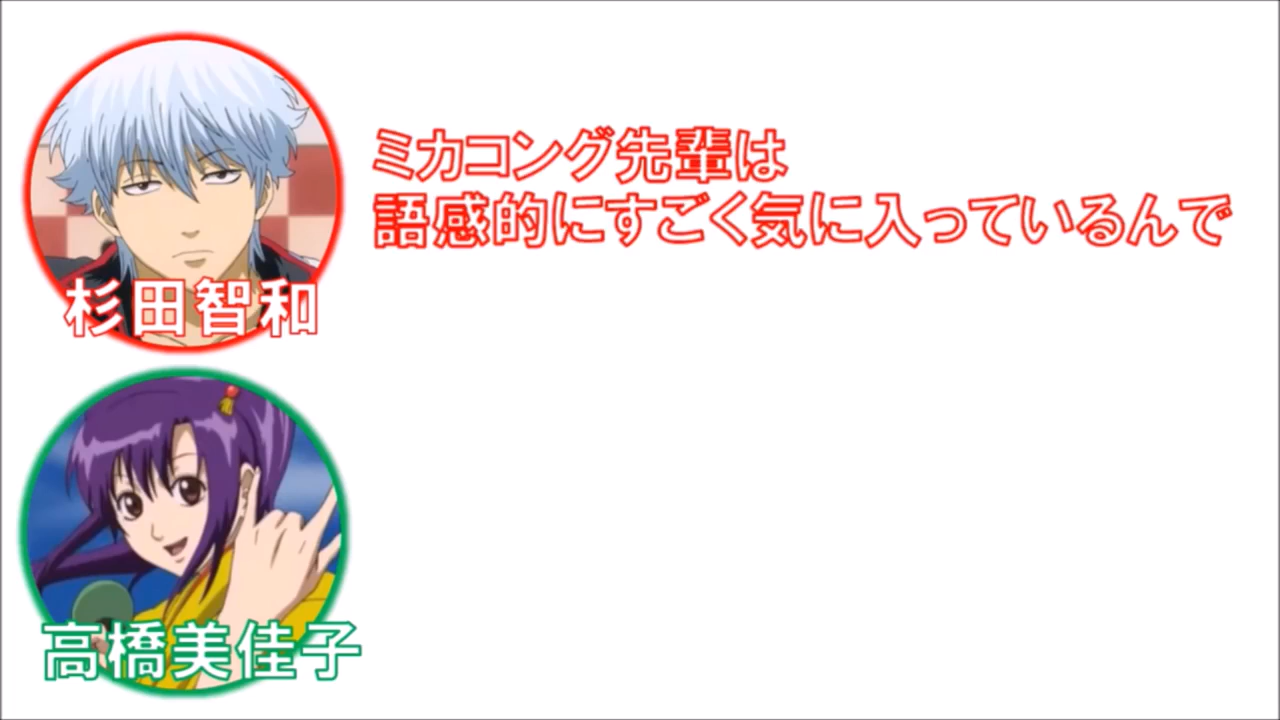 ミカコング先輩は
語感的にすごく気に入っているんで
杉田智和
高橋美佳子